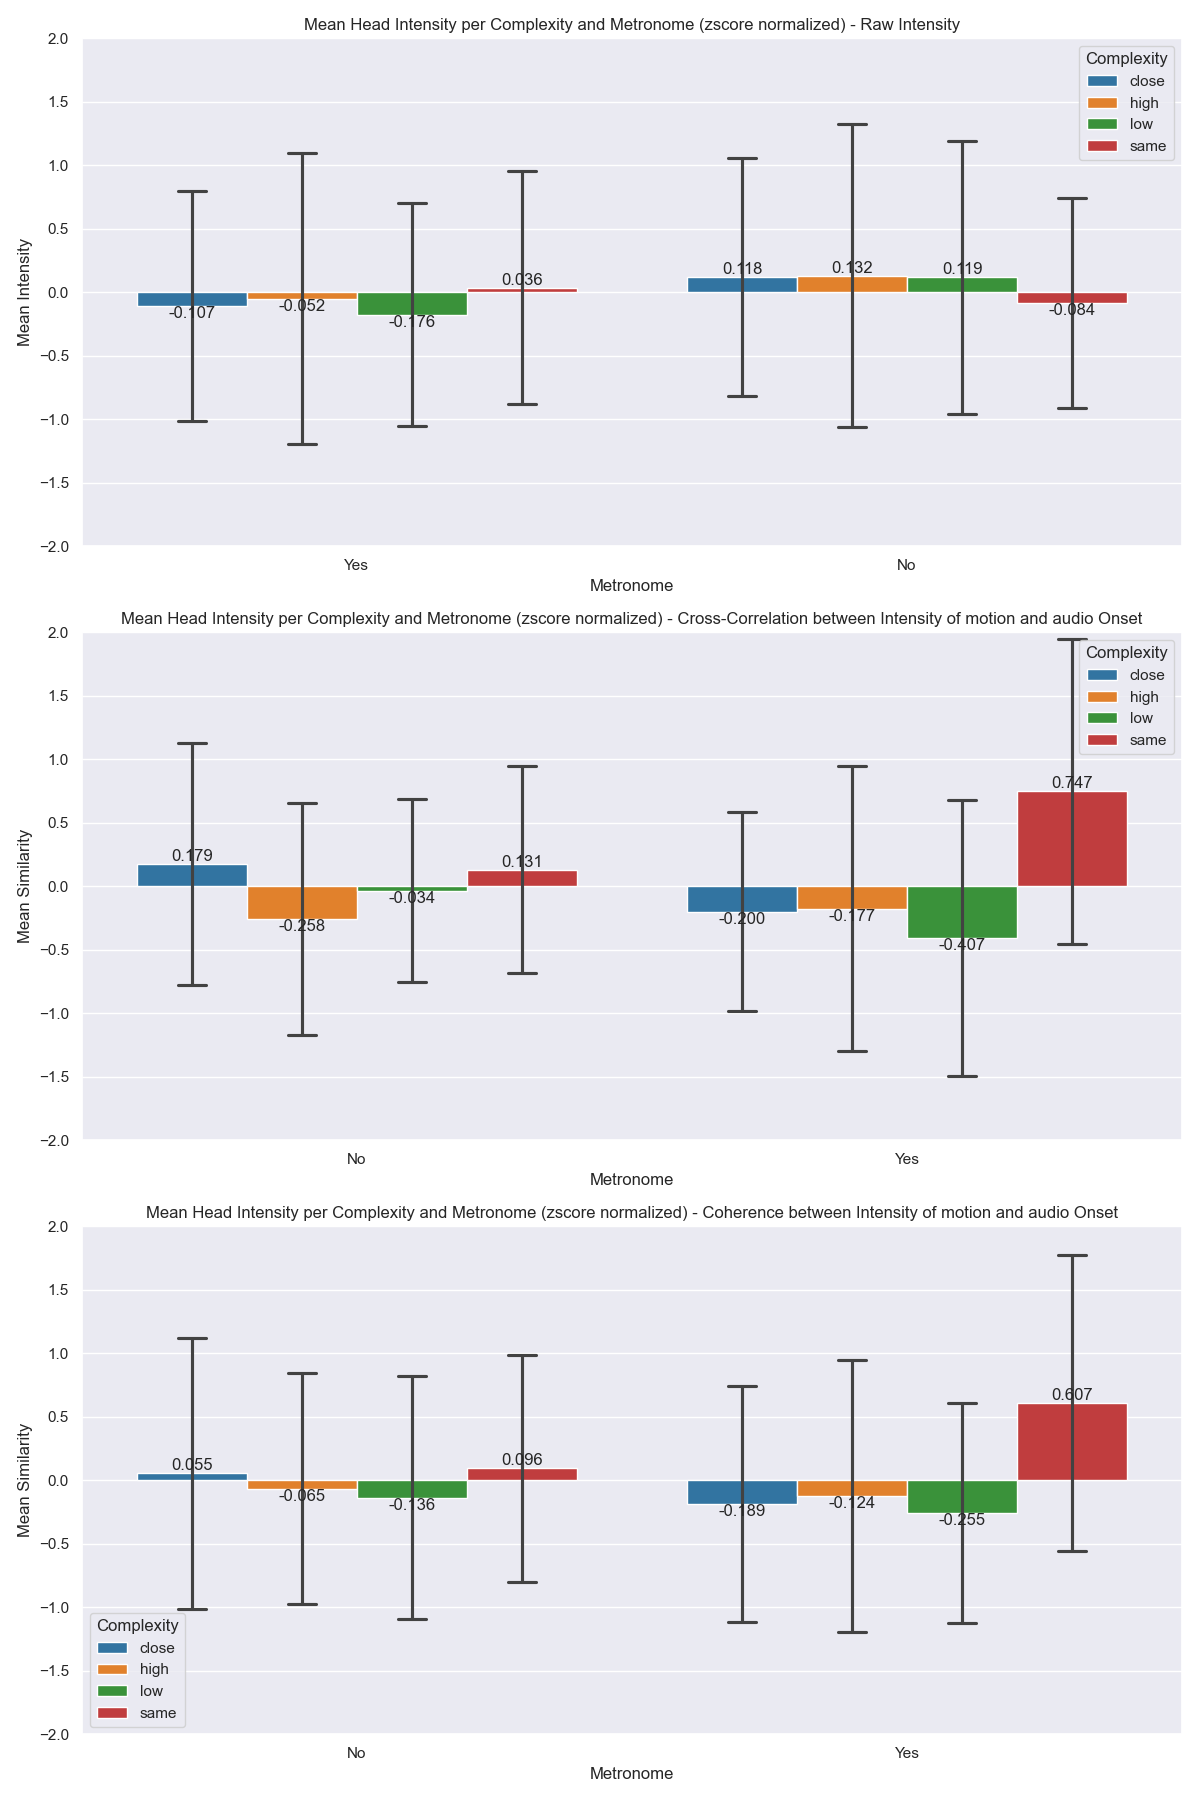 Mean Head Intensity per Complexity and Metronome (zscore normalized) - Raw Intensity
2.0
1.5
1.0
0.5
0.0
−0.5
−1.0
−1.5
−2.0
Mean Intensity
Complexity
close
high
low
same
-0.107
-0.052
-0.176
0.036
0.118
0.132
0.119
-0.084
Yes
No
Metronome
Mean Head Intensity per Complexity and Metronome (zscore normalized) - Cross-Correlation between Intensity of motion and audio Onset
2.0
1.5
1.0
0.5
0.0
−0.5
−1.0
−1.5
−2.0
Mean Similarity
Complexity
close
high
low
same
0.179
-0.258
-0.034
0.131
-0.200
-0.177
-0.407
0.747
No
Yes
Metronome
Mean Head Intensity per Complexity and Metronome (zscore normalized) - Coherence between Intensity of motion and audio Onset
2.0
1.5
1.0
0.5
0.0
−0.5
−1.0
−1.5
−2.0
Mean Similarity
0.055
-0.065
-0.136
0.096
-0.189
-0.124
-0.255
0.607
Complexity
close
high
low
same
No
Yes
Metronome